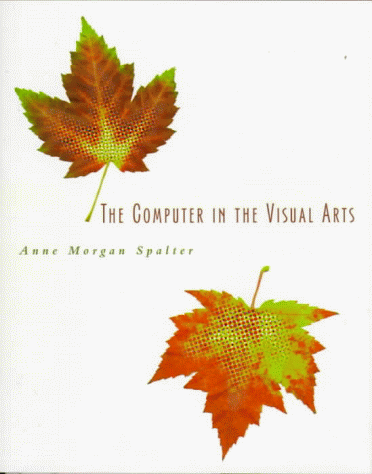 The Computer in the Visual Arts
Anne Morgan Spalter